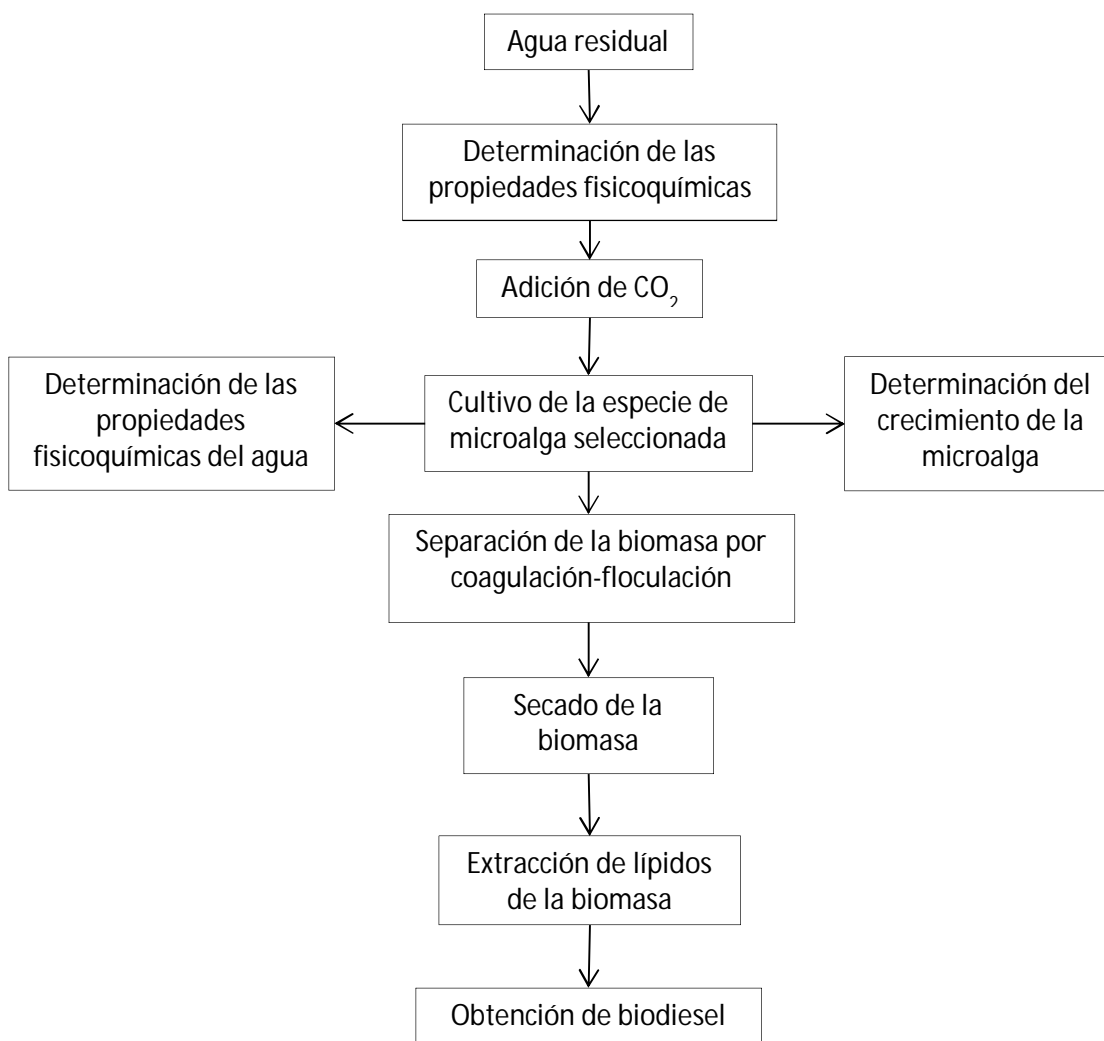 Agua residual
Determinación de las
propiedades fisicoquímicas
Adición de CO₂
Determinación de las
propiedades
fisicoquímicas del agua
Cultivo de la especie de
microalga seleccionada
Determinación del
crecimiento de la
microalga
Separación de la biomasa por
coagulación-floculación
Secado de la
biomasa
Extracción de lípidos
de la biomasa
Obtención de biodiesel